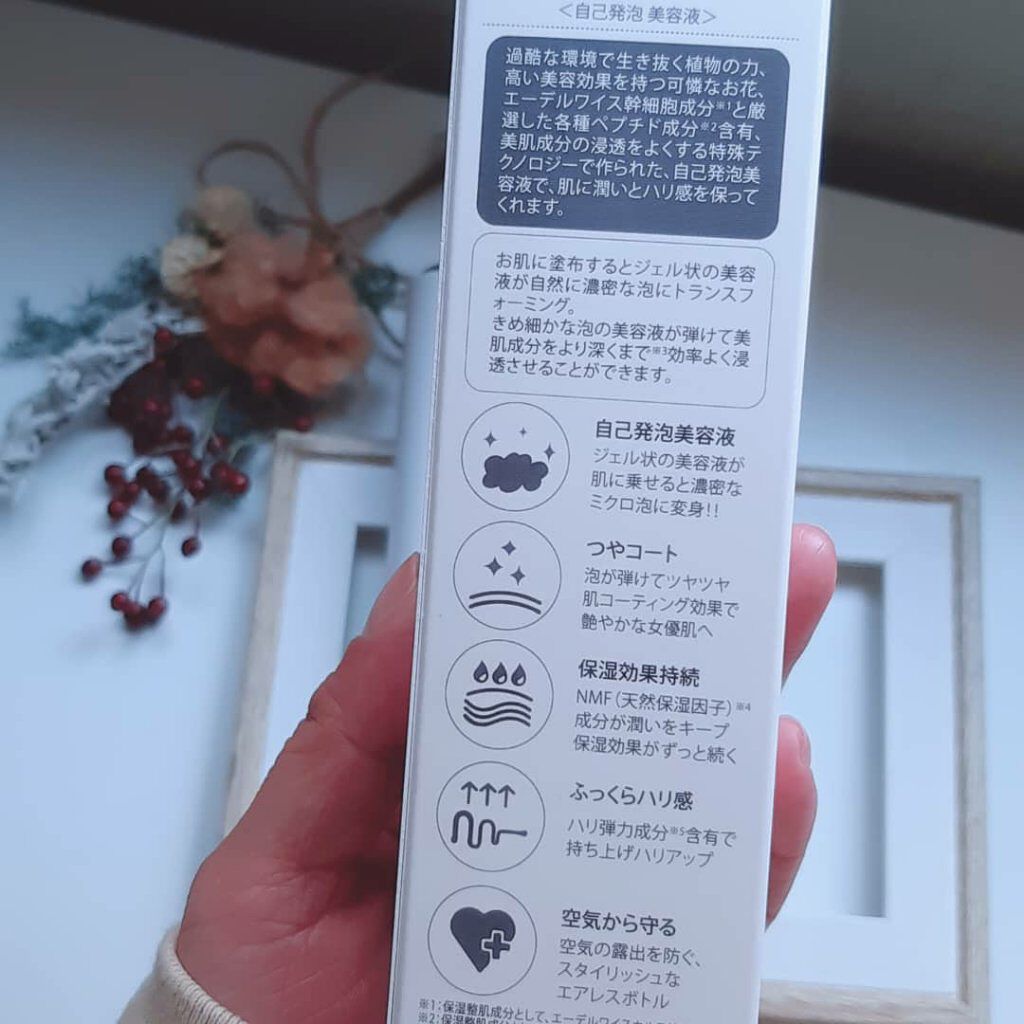 ＜自己発泡 美容液＞
過酷な環境で生き抜く植物の力、
高い美容効果を持つ可憐なお花、
エーデルワイス幹細胞成分※1と厳
選した各種ペプチド成分※2含有、
美肌成分の浸透をよくする特殊テ
クノロジーで作られた、自己発泡美
容液で、肌に潤いとハリ感を保って
くれます。
お肌に塗布するとジェル状の美容
液が自然に濃密な泡にトランスフ
ォーミング。
きめ細かな泡の美容液が弾けて美
肌成分をより深くまで※3効率よく浸
透させることができます。
自己発泡美容液
ジェル状の美容液が
肌に乗せると濃密な
ミクロ泡に変身!!
つやコート
泡が弾けてツヤツヤ
肌コーティング効果で
艶やかな女優肌へ
保湿効果持続
NMF（天然保湿因子）※4
成分が潤いをキープ
保湿効果がずっと続く
ふっくらハリ感
ハリ弾力成分※5含有で
持ち上げハリアップ
空気から守る
空気の露出を防ぐ、
スタイリッシュな
エアレスボトル
※1:保湿整肌成分として、エーデルワイス
※2:保湿整肌成分